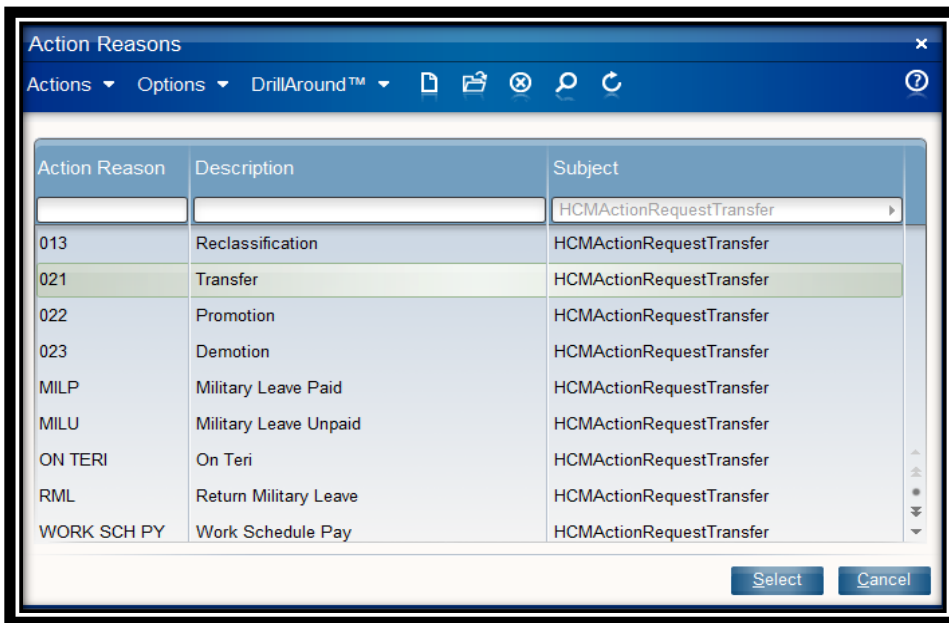 Action Reasons
Actions Options DrillAround™
Action Reason Description Subject
HCMActionRequestTransfer
013 Reclassification HCMActionRequestTransfer
021 Transfer HCMActionRequestTransfer
022 Promotion HCMActionRequestTransfer
023 Demotion HCMActionRequestTransfer
MILP Military Leave Paid HCMActionRequestTransfer
MILU Military Leave Unpaid HCMActionRequestTransfer
ON TERI On Teri HCMActionRequestTransfer
RML Return Military Leave HCMActionRequestTransfer
WORK SCH PY Work Schedule Pay HCMActionRequestTransfer
Select Cancel